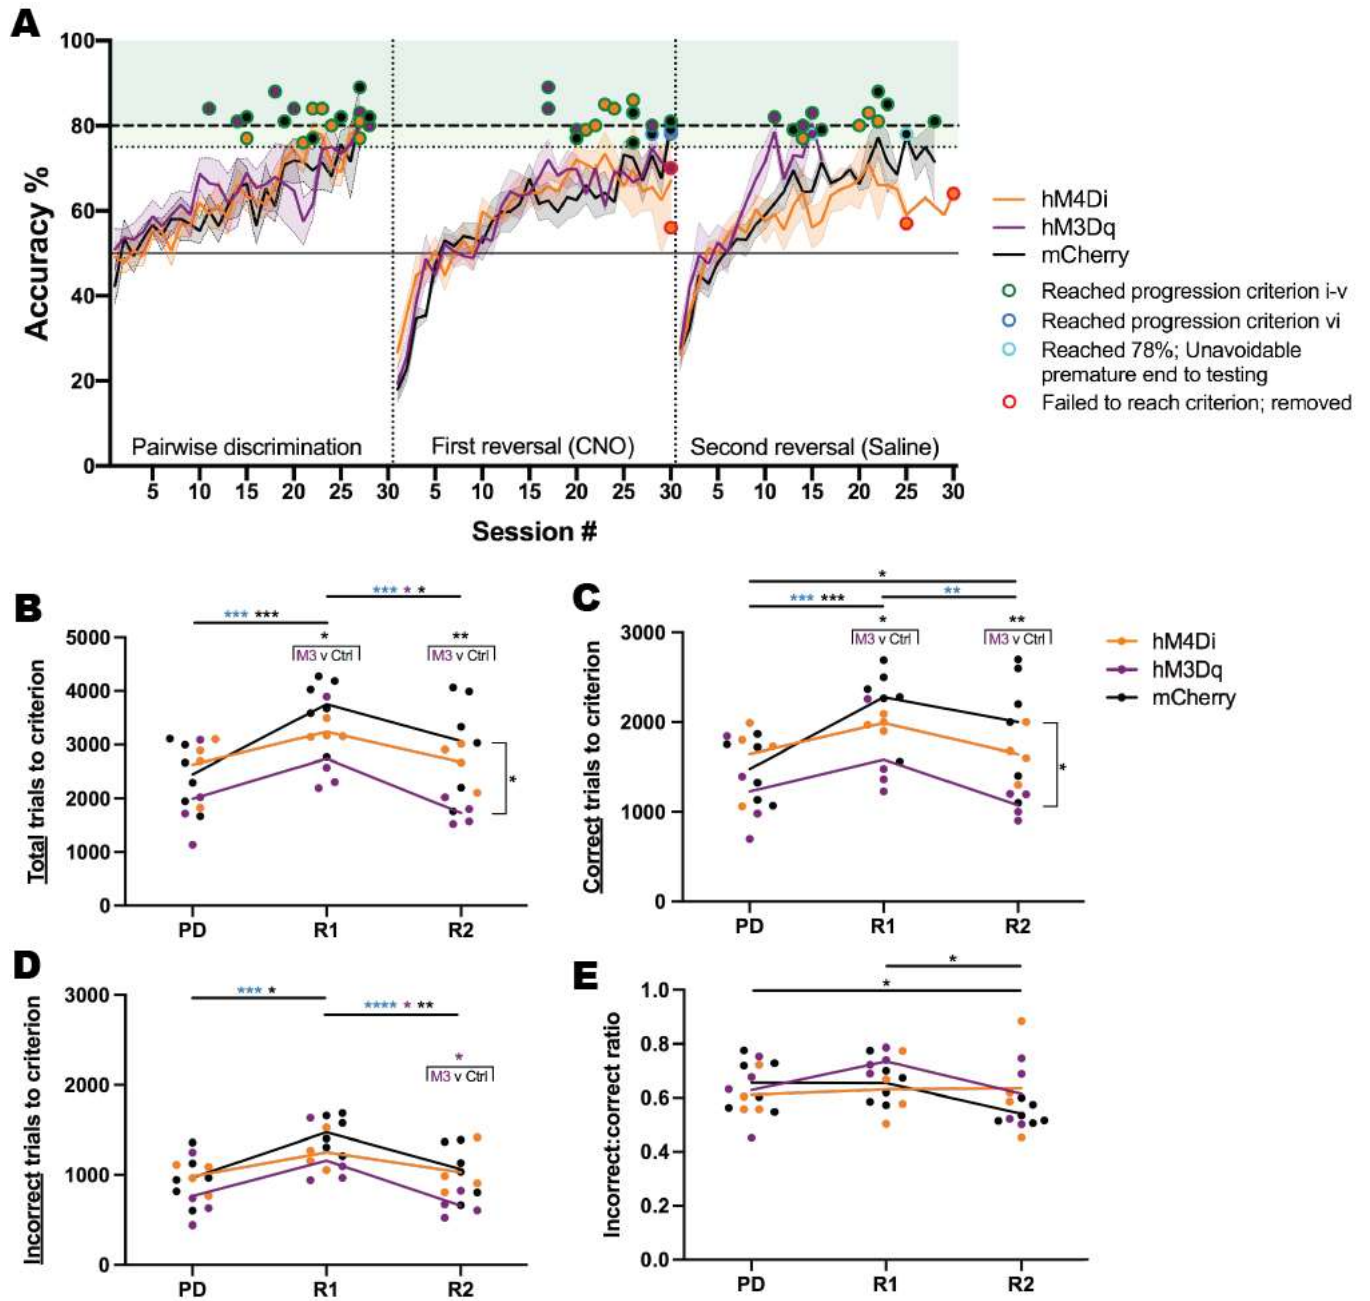 A
100
80
60
40
20
0
Accuracy %
Pairwise discrimination
First reversal (CNO)
Second reversal (Saline)
5 10 15 20 25 30 5 10 15 20 25 30 5 10 15 20 25 30
Session #
hM4Di
hM3Dq
mCherry
Reached progression criterion i-v
Reached progression criterion vi
Reached 78%; Unavoidable
premature end to testing
Failed to reach criterion; removed
B
*** * *
*** ***
* **
M3 v Ctrl M3 v Ctrl
5000
4000
3000
2000
1000
0
Total trials to criterion
*
PD R1 R2
C
*
*** *** **
* **
M3 v Ctrl M3 v Ctrl
3000
2000
1000
0
Correct trials to criterion
*
PD R1 R2
hM4Di
hM3Dq
mCherry
D
*** *
**** * **
*
M3 v Ctrl
3000
2000
1000
0
Incorrect trials to criterion
PD R1 R2
E
*
*
1.0
0.8
0.6
0.4
0.2
0.0
Incorrect:correct ratio
PD R1 R2